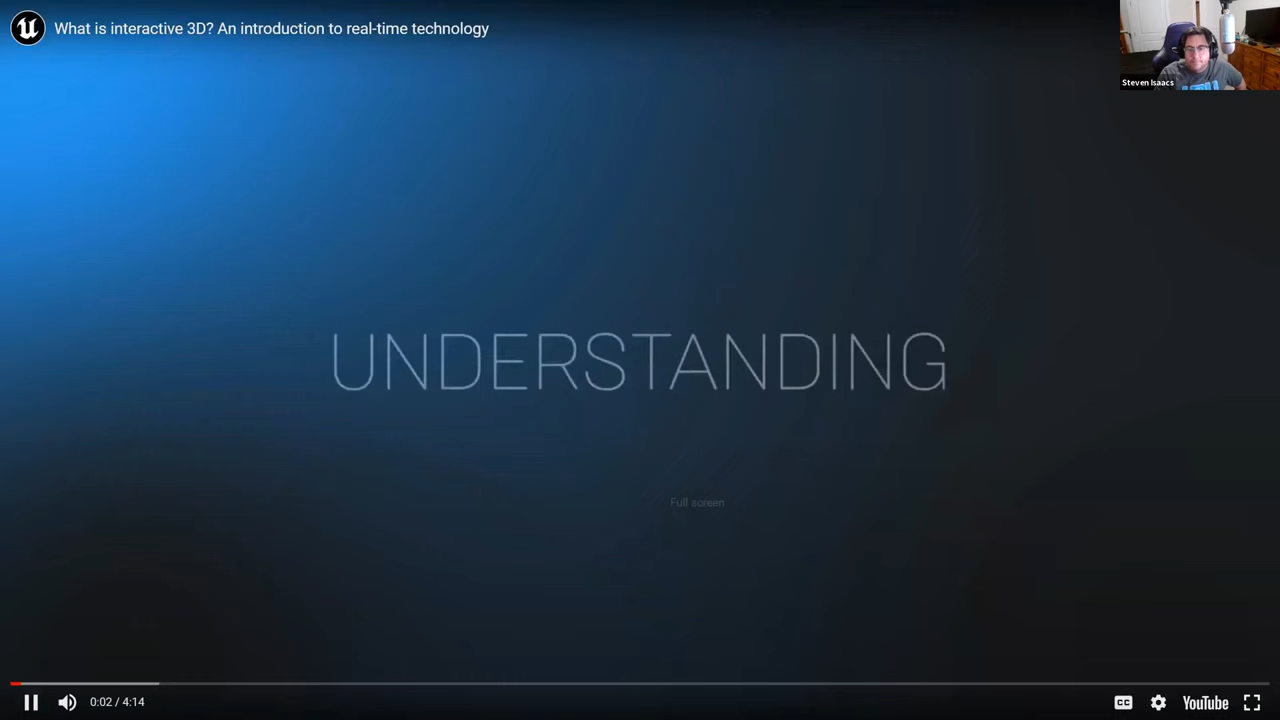 What is interactive 3D? An introduction to real-time technology
Steven Isaacs
UNDERSTANDING
Full screen
0:02 / 4:14
CC
YouTube